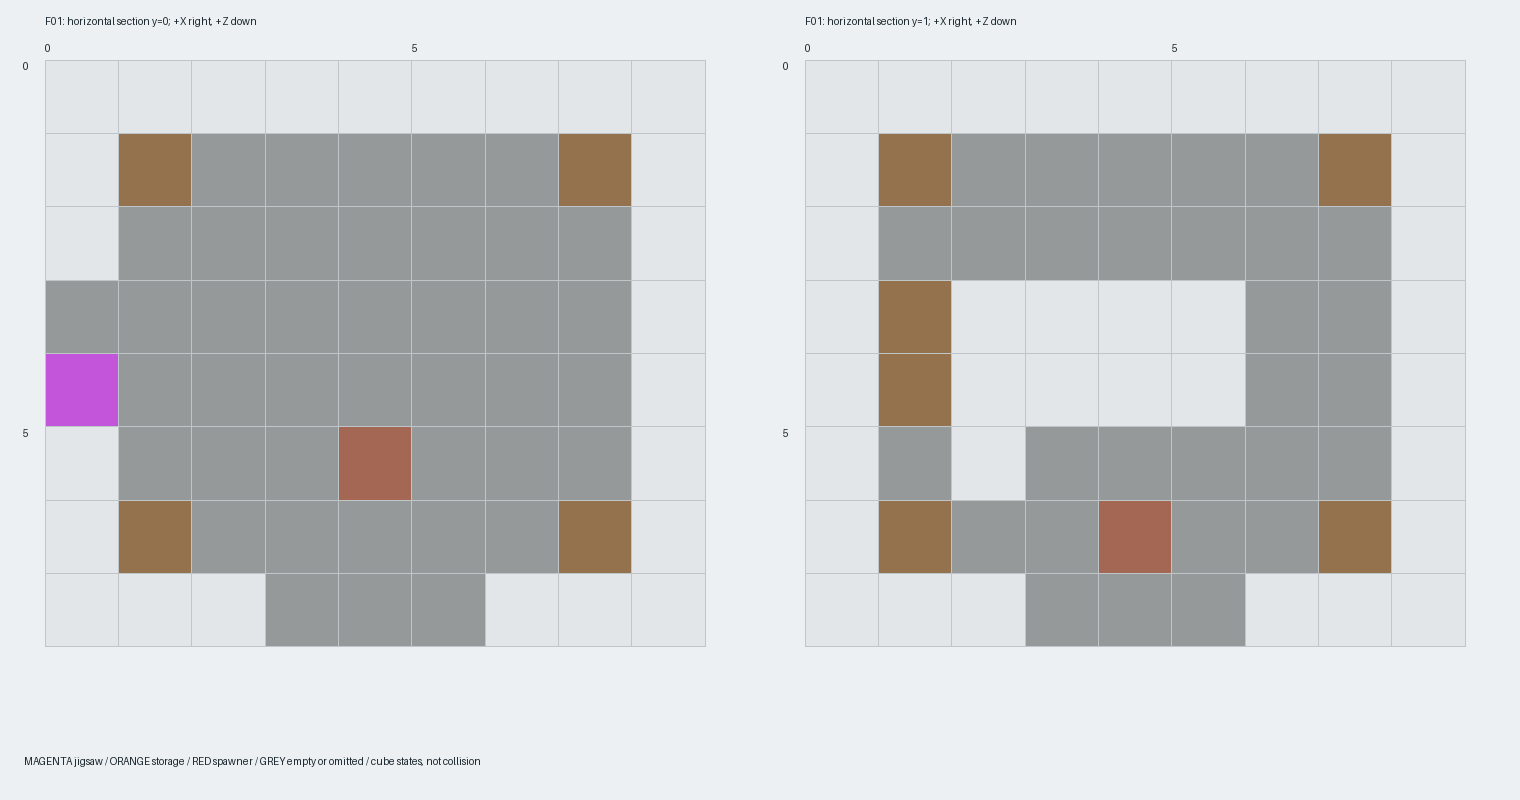 F01: horizontal section y=0; +X right, +Z down
F01: horizontal section y=1; +X right, +Z down
0 5
0 5
0
0
5
5
MAGENTA jigsaw / ORANGE storage / RED spawner / GREY empty or omitted / cube states, not collision